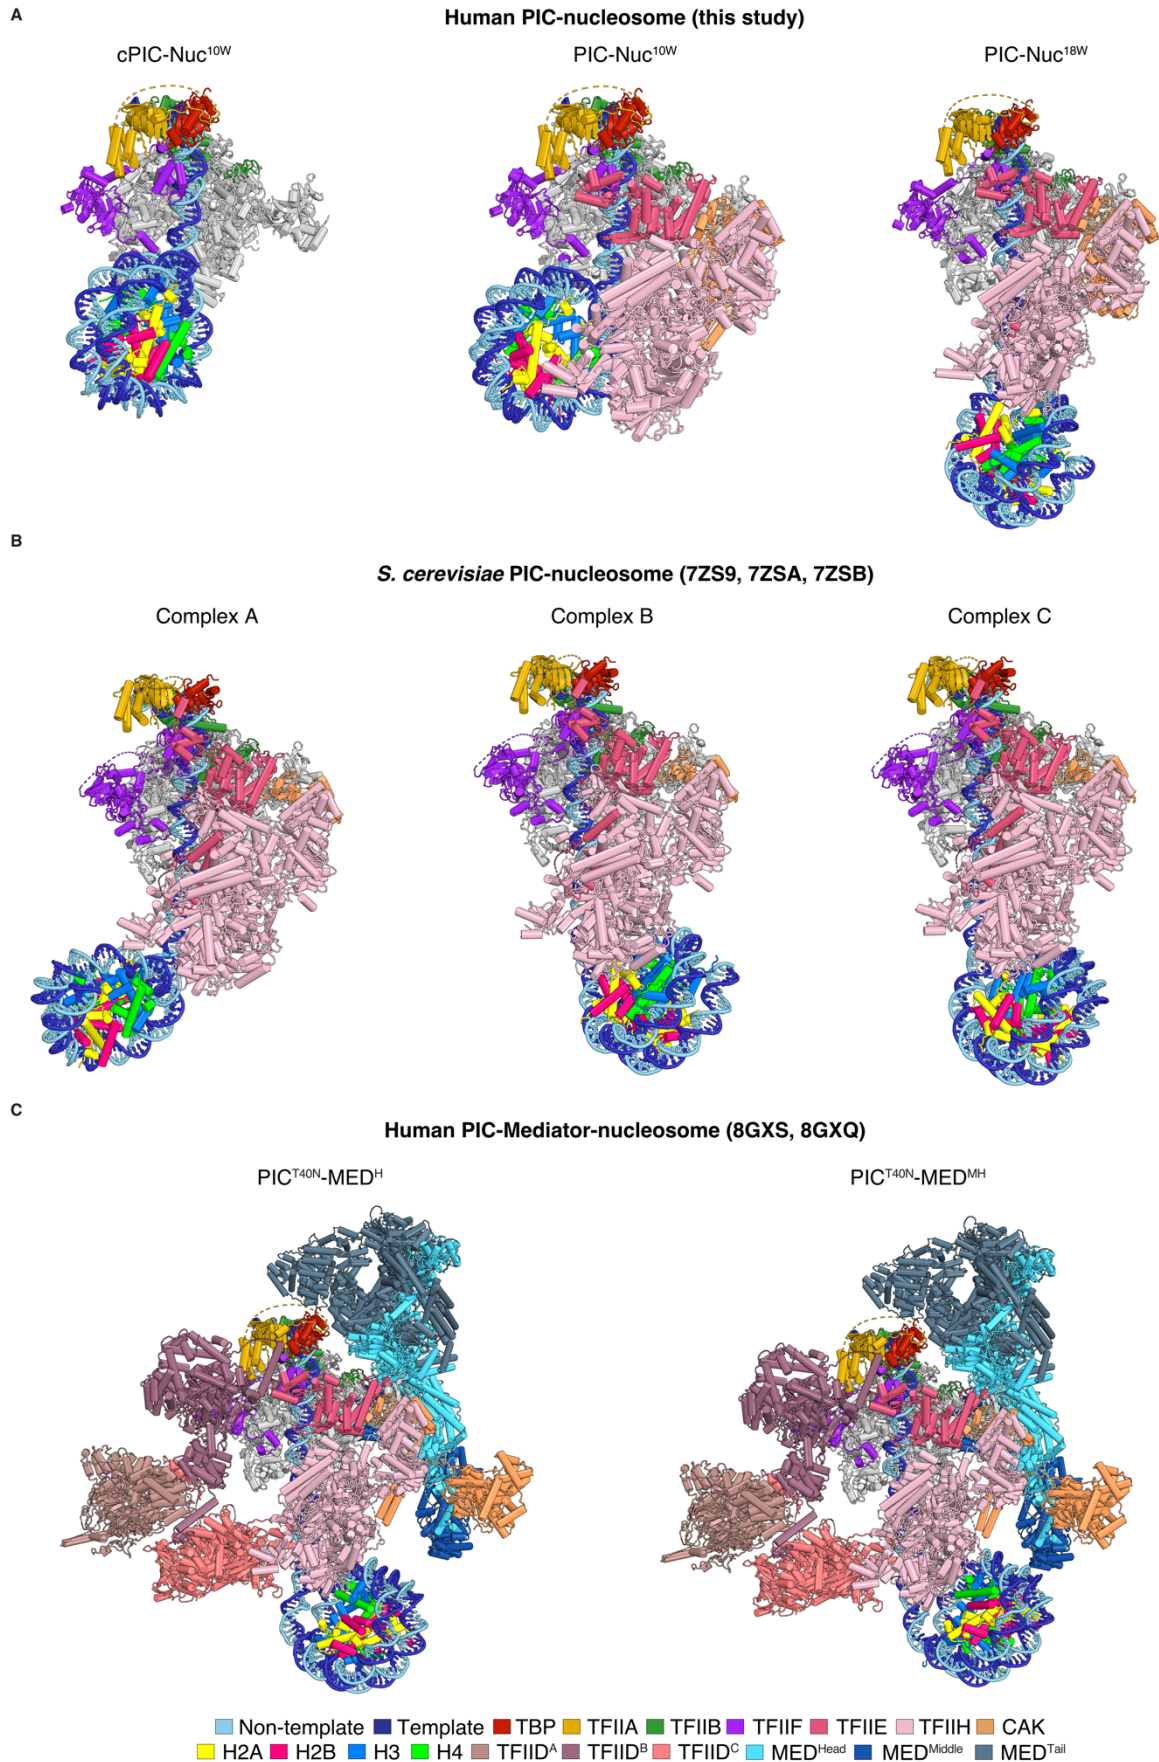 A
Human PIC-nucleosome (this study)
cPIC-Nuc10W
PIC-Nuc10W
PIC-Nuc18W
B
S. cerevisiae PIC-nucleosome (7ZS9, 7ZSA, 7ZSB)
Complex A
Complex B
Complex C
C
Human PIC-Mediator-nucleosome (8GXS, 8GXQ)
PICT40N-MEDH
PICT40N-MEDMH
Non-template Template TBP TFIIA TFIIB TFIIF TFIIE TFIIH CAK
H2A H2B H3 H4 TFIIDA TFIIDB TFIIDC MEDHead MEDMiddle MEDTail